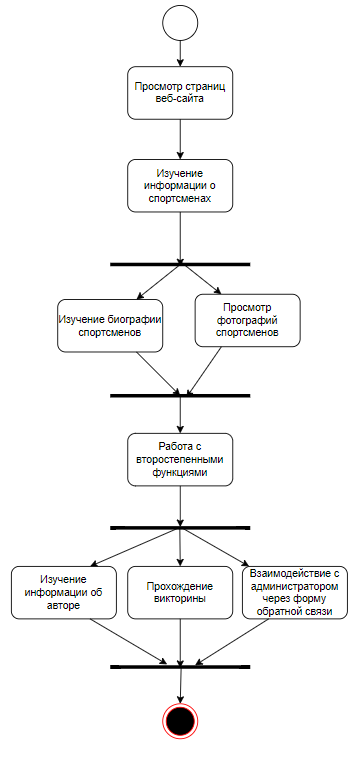 Просмотр страниц
веб-сайта
Изучение
информации о
спортсменах
Изучение биографии
спортсменов
Просмотр
фотографий
спортсменов
Работа с
второстепенными
функциями
Изучение
информации об
авторе
Прохождение
викторины
Взаимодействие с
администратором
через форму
обратной связи